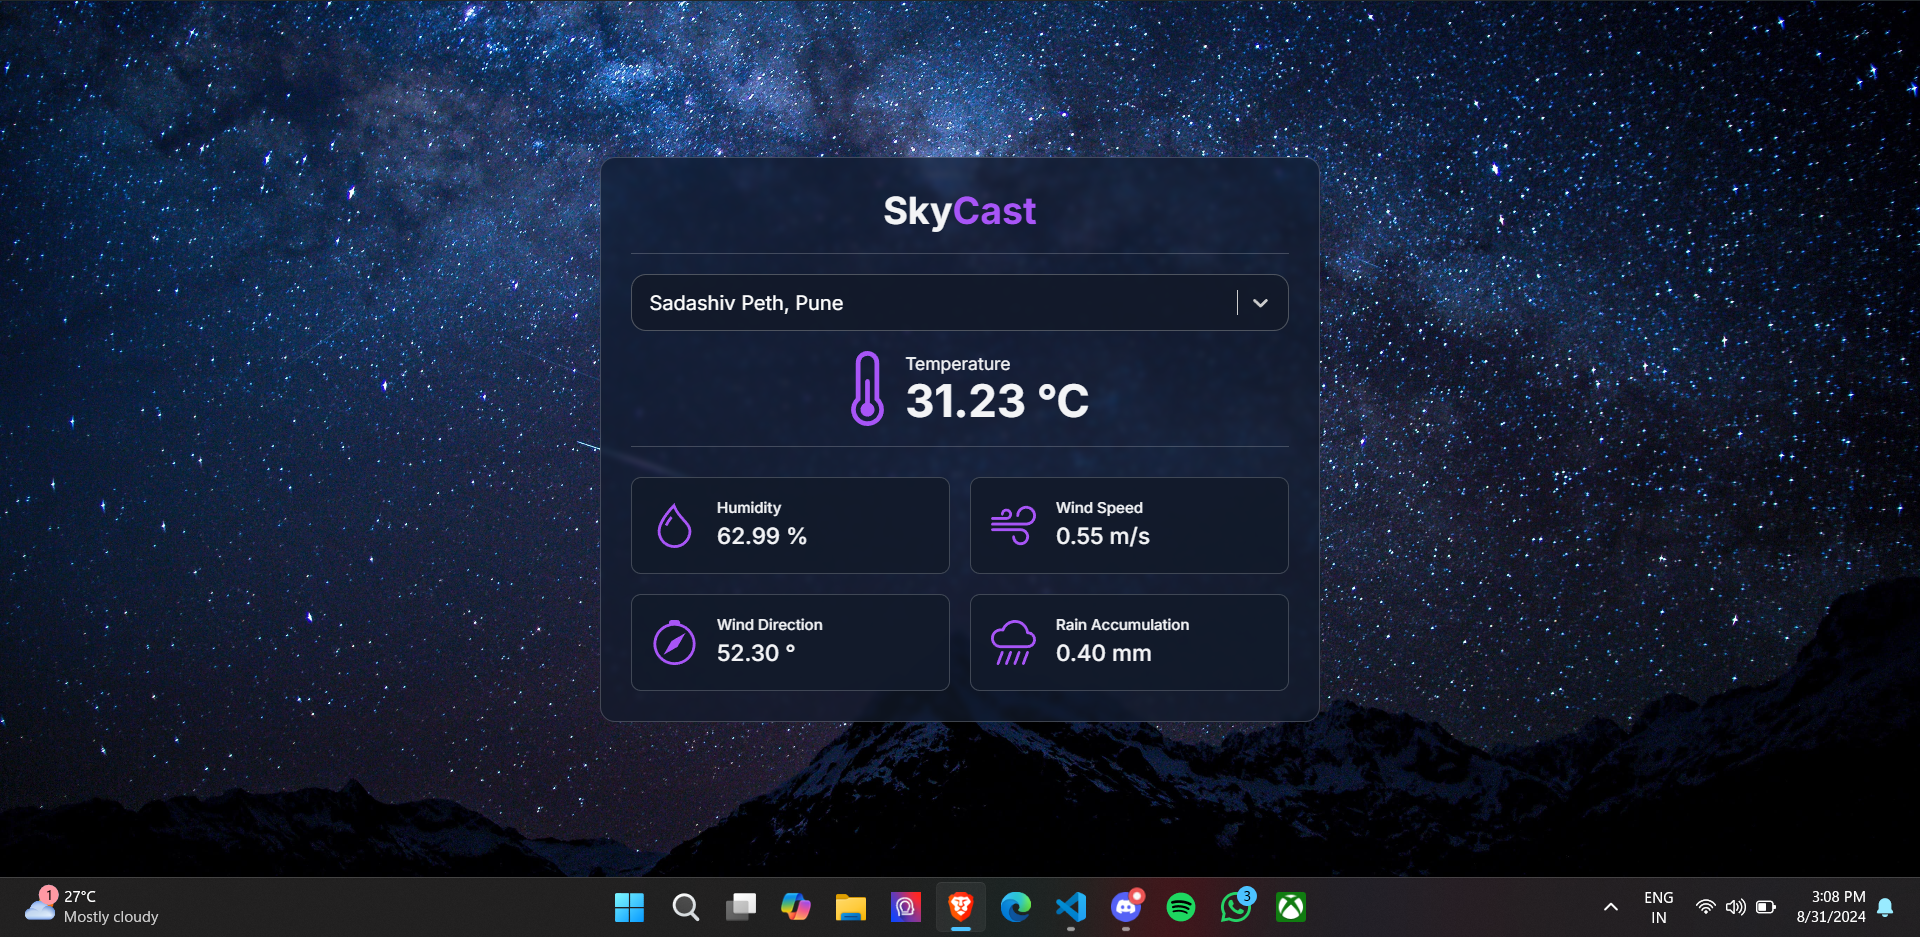 SkyCast
Sadashiv Peth, Pune
Temperature
31.23 °C
Humidity
62.99 %
Wind Speed
0.55 m/s
Wind Direction
52.30 °
Rain Accumulation
0.40 mm
1
27°C
Mostly cloudy
3
ENG
IN
3:08 PM
8/31/2024